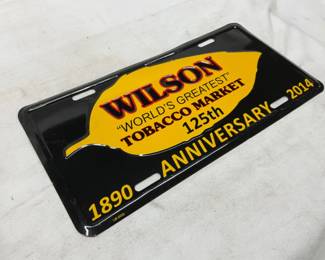 WILSON
"WORLD'S GREATEST"
TOBACCO MARKET
125th
1890 ANNIVERSARY 2014